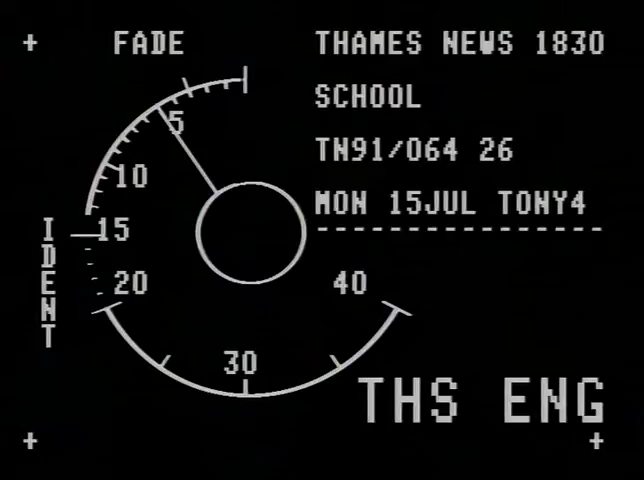 FADE
THAMES NEWS 1830
SCHOOL
TN91/064 26
MON 15JUL TONY4
----------------
5
10
15
20
30
40
IDENT
THS ENG